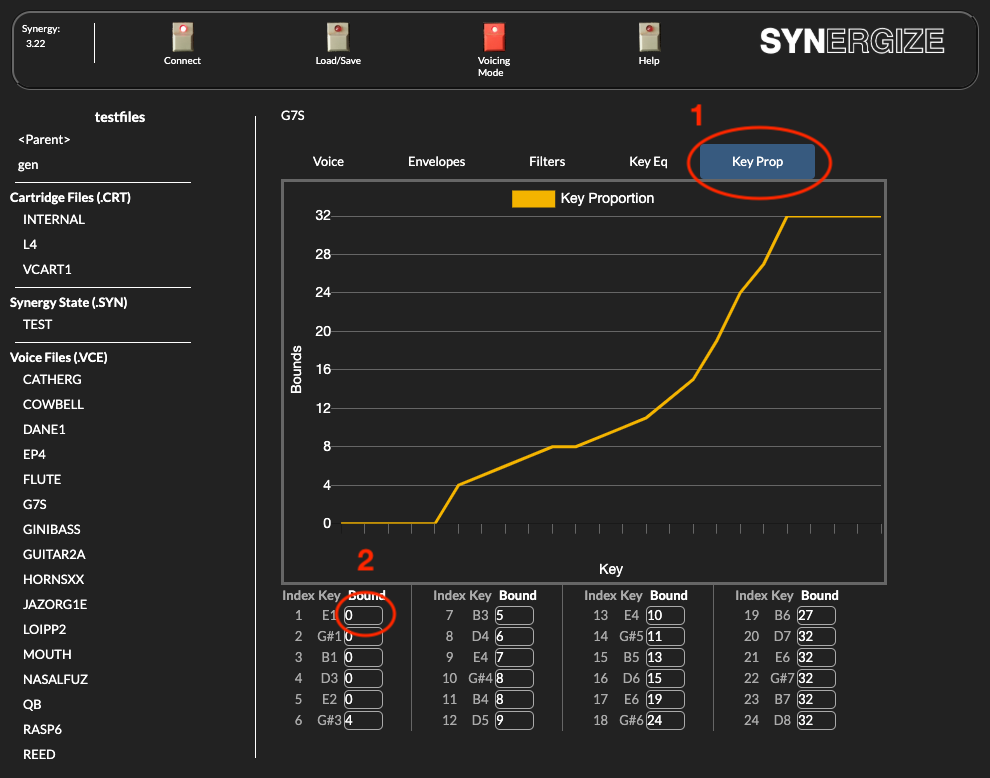 Synergy:
3.22
Connect
Load/Save
Voicing
Mode
Help
SYNERGIZE
testfiles
<Parent>
gen
Cartridge Files (.CRT)
INTERNAL
L4
VCART1
Synergy State (.SYN)
TEST
Voice Files (.VCE)
CATHERG
COWBELL
DANE1
EP4
FLUTE
G7S
GINIBASS
GUITAR2A
HORNSXX
JAZORG1E
LOIPP2
MOUTH
NASALFUZ
QB
RASP6
REED
G7S
1
Voice Envelopes Filters Key Eq Key Prop
Key Proportion
32
28
24
20
16
12
8
4
0
Bounds
Key
2
Index Key Bound Index Key Bound Index Key Bound Index Key Bound
1 E1 0 7 B3 5 13 E4 10 19 B6 27
2 G#1 0 8 D4 6 14 G#5 11 20 D7 32
3 B1 0 9 E4 7 15 B5 13 21 E6 32
4 D3 0 10 G#4 8 16 D6 15 22 G#7 32
5 E2 0 11 B4 8 17 E6 19 23 B7 32
6 G#3 4 12 D5 9 18 G#6 24 24 D8 32